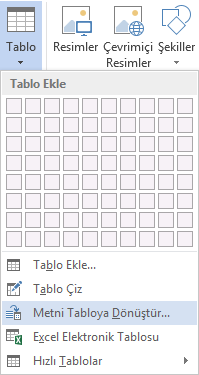 Tablo
Resimler
Çevrimiçi
Resimler
Şekiller
Tablo Ekle
Tablo Ekle...
Tablo Çiz
Metni Tabloya Dönüştür...
Excel Elektronik Tablosu
Hızlı Tablolar